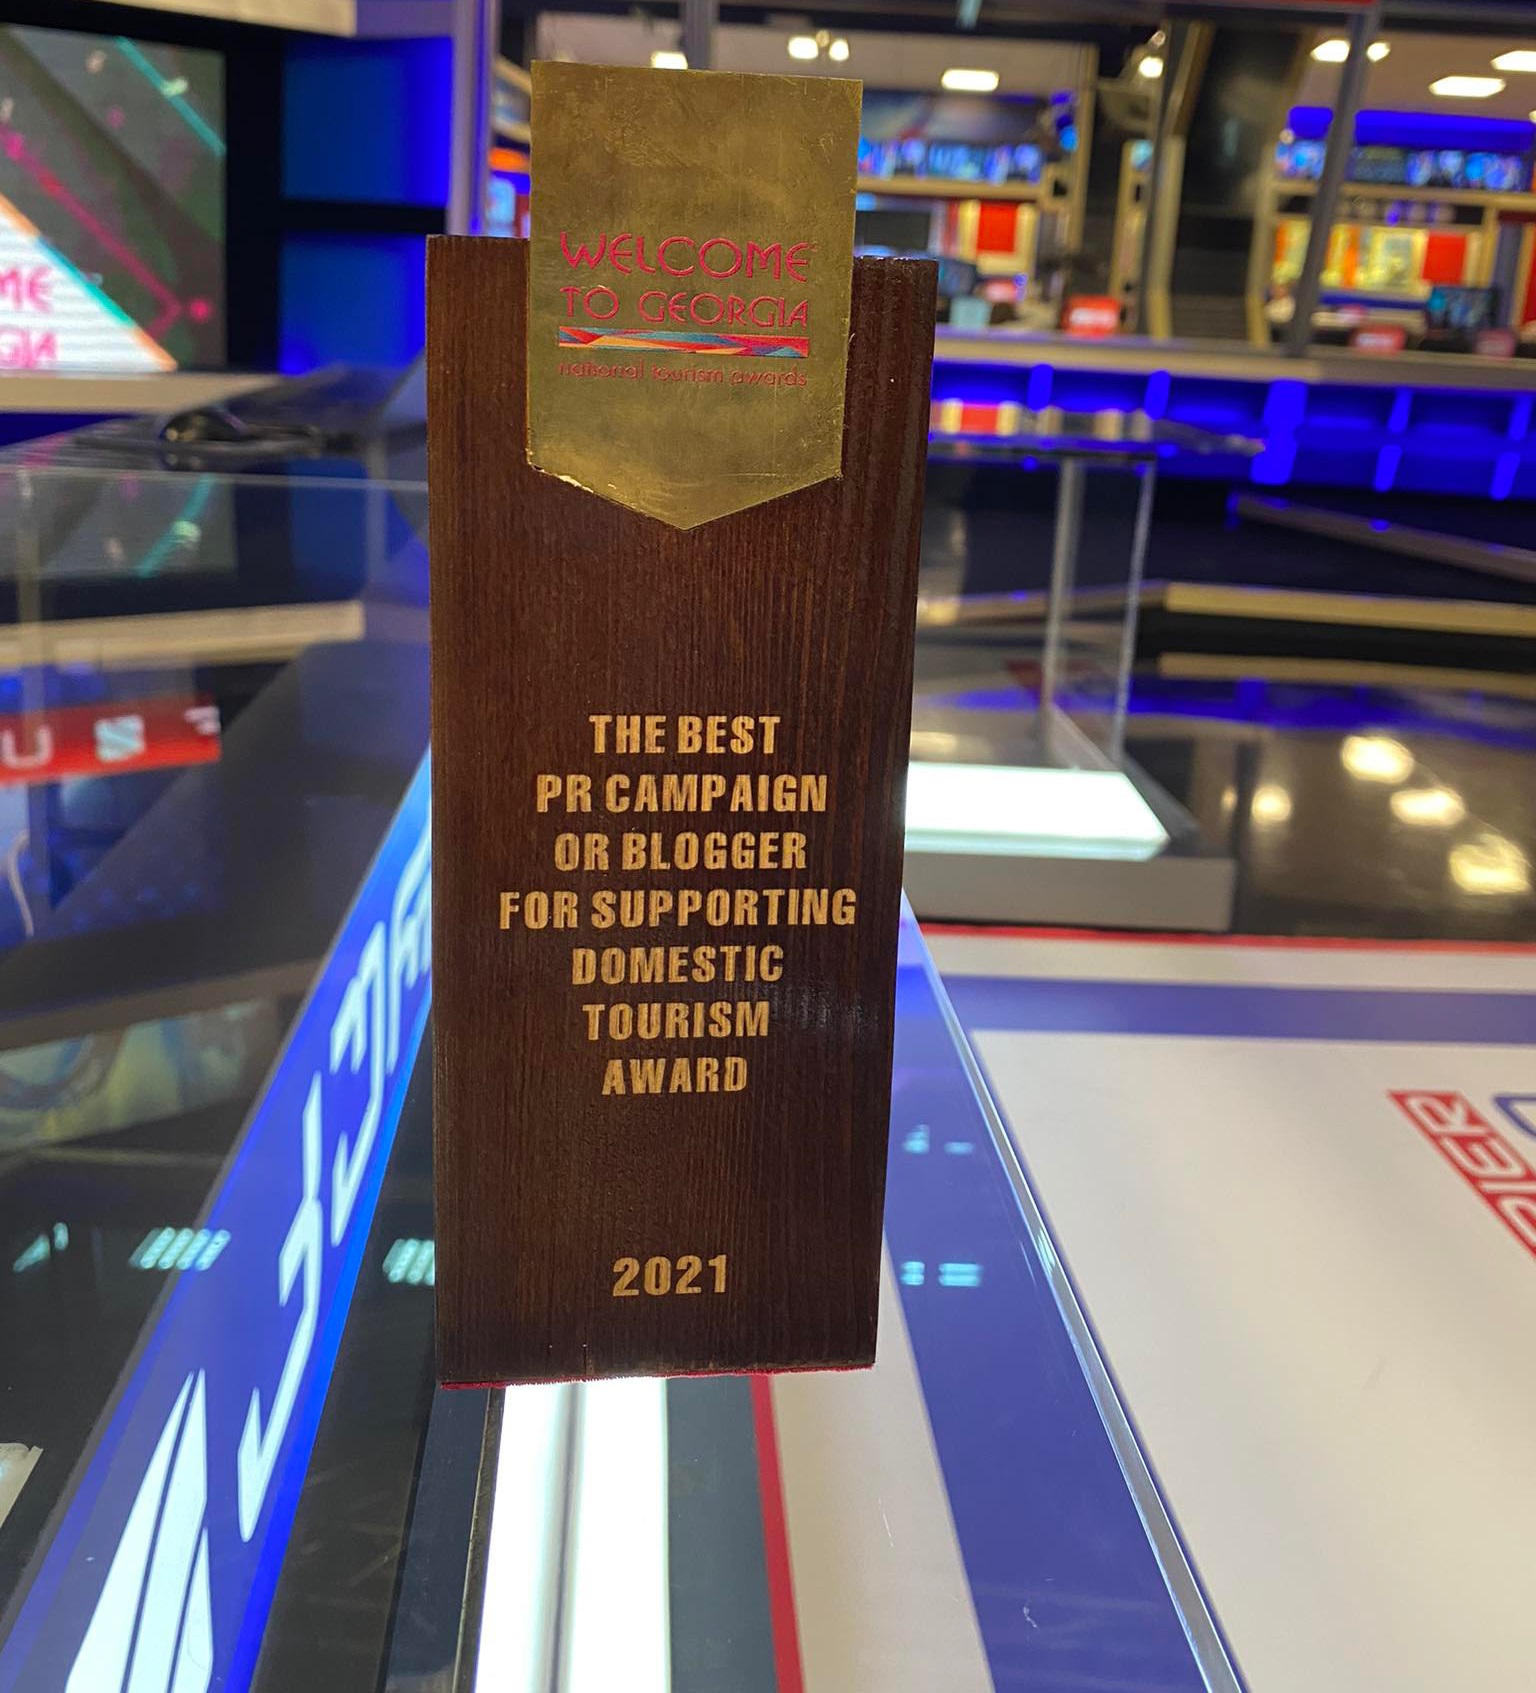 WELCOME
TO GEORGIA
national tourism awards
THE BEST
PR CAMPAIGN
OR BLOGGER
FOR SUPPORTING
DOMESTIC
TOURISM
AWARD
2021